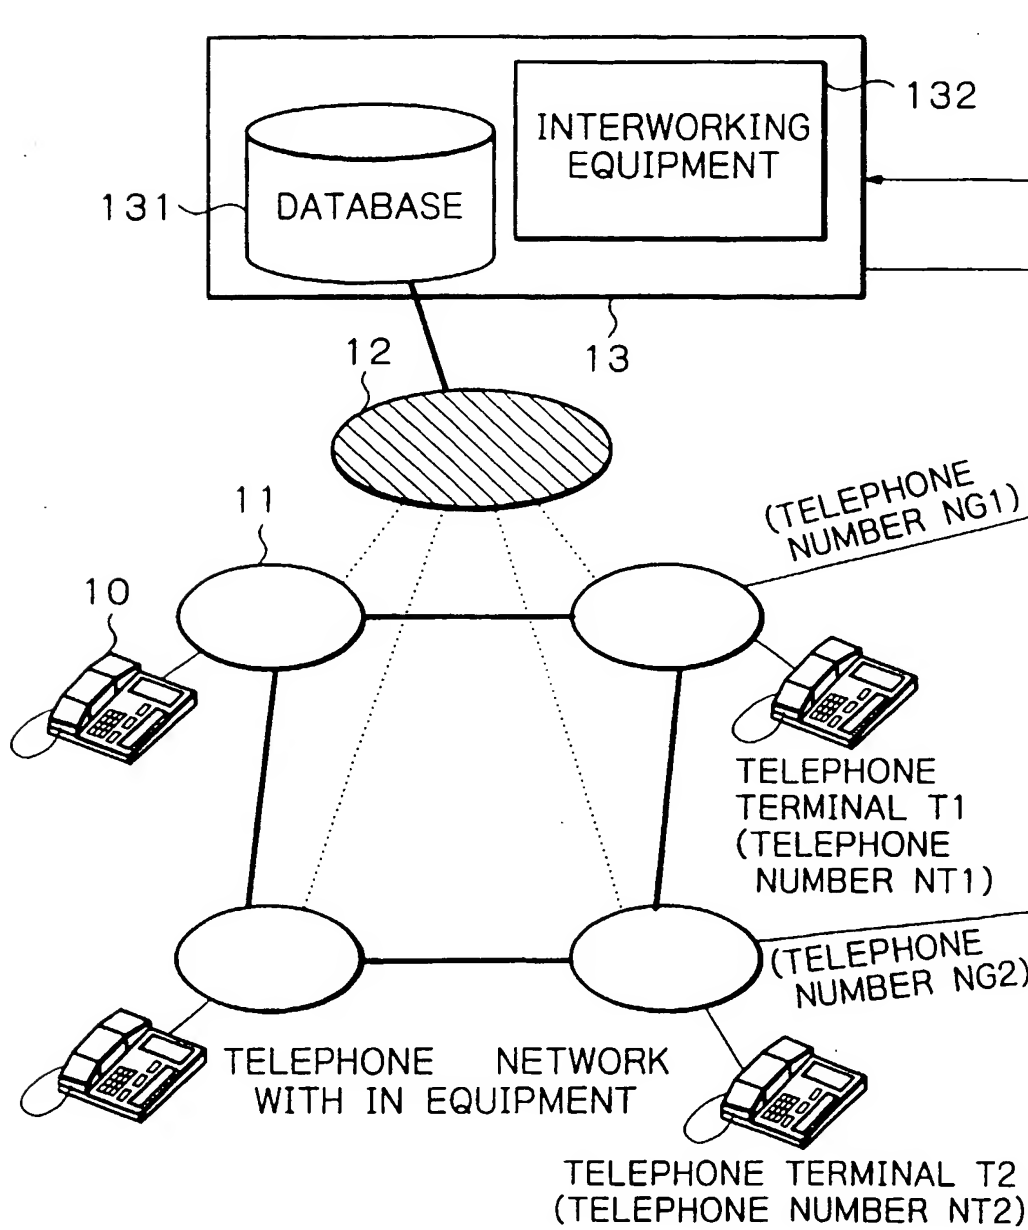 132
INTERWORKING
EQUIPMENT
131
DATABASE
13
12
(TELEPHONE
NUMBER NG1)
11
10
TELEPHONE
TERMINAL T1
(TELEPHONE
NUMBER NT1)
(TELEPHONE
NUMBER NG2)
TELEPHONE NETWORK
WITH IN EQUIPMENT
TELEPHONE TERMINAL T2
(TELEPHONE NUMBER NT2)